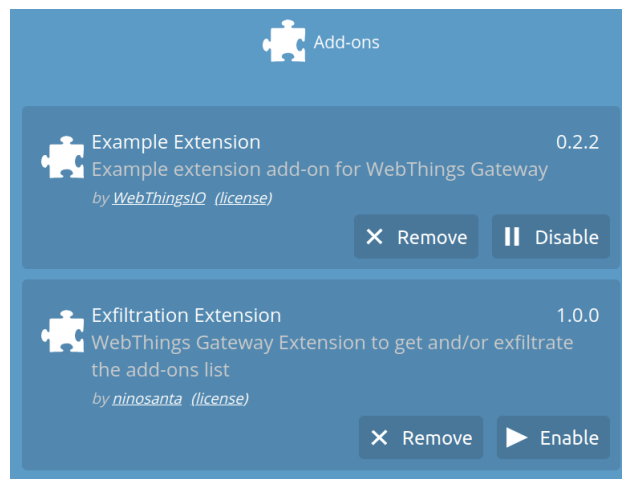 Add-ons
Example Extension 0.2.2
Example extension add-on for WebThings Gateway
by WebThingsIO (license)
Remove Disable
Exfiltration Extension 1.0.0
WebThings Gateway Extension to get and/or exfiltrate
the add-ons list
by ninosanta (license)
Remove Enable